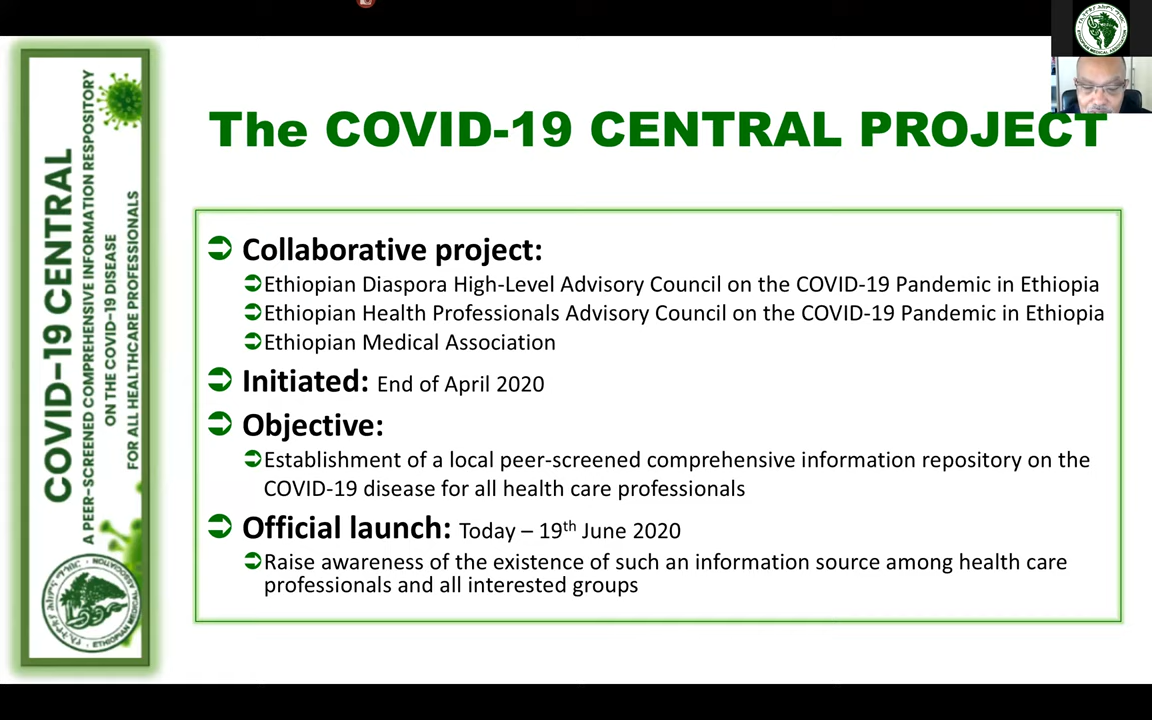 The COVID-19 CENTRAL PROJECT
COVID-19 CENTRAL
A PEER-SCREENED COMPREHENSIVE INFORMATION RESPOSITORY
ON THE COVID-19 DISEASE
FOR ALL HEALTHCARE PROFESSIONALS
ETHIOPIAN MEDICAL ASSOCIATION
Collaborative project:
Ethiopian Diaspora High-Level Advisory Council on the COVID-19 Pandemic in Ethiopia
Ethiopian Health Professionals Advisory Council on the COVID-19 Pandemic in Ethiopia
Ethiopian Medical Association
Initiated: End of April 2020
Objective:
Establishment of a local peer-screened comprehensive information repository on the
COVID-19 disease for all health care professionals
Official launch: Today – 19th June 2020
Raise awareness of the existence of such an information source among health care
professionals and all interested groups